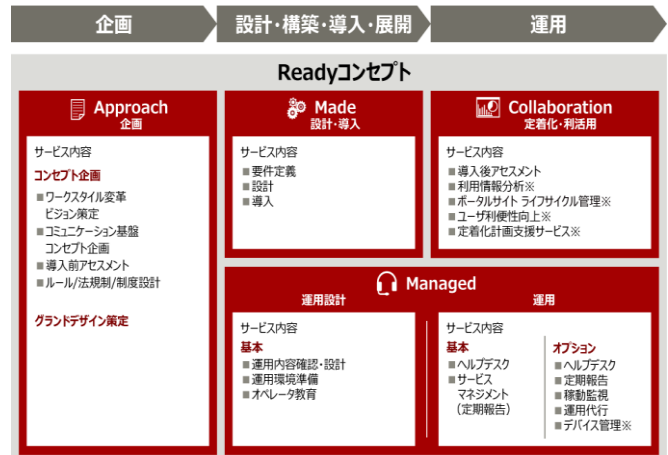 企画
設計・構築・導入・展開
運用
Readyコンセプト
Approach
企画
サービス内容
コンセプト企画
■ワークスタイル変革
ビジョン策定
■コミュニケーション基盤
コンセプト企画
■導入前アセスメント
■ルール/法規制/制度設計
グランドデザイン策定
Made
設計・導入
サービス内容
■要件定義
■設計
■導入
Collaboration
定着化・利活用
サービス内容
■導入後アセスメント
■利用情報分析※
■ポータルサイト ライフサイクル管理※
■ユーザ利便性向上※
■定着化計画支援サービス※
Managed
運用設計
運用
サービス内容
基本
■運用内容確認・設計
■運用環境準備
■オペレータ教育
サービス内容
基本
■ヘルプデスク
■サービス
マネジメント
（定期報告）
オプション
■ヘルプデスク
■定期報告
■稼動監視
■運用代行
■デバイス管理※